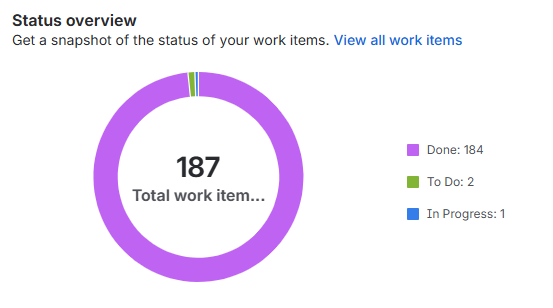 Status overview
Get a snapshot of the status of your work items. View all work items
187
Total work item...
Done: 184
To Do: 2
In Progress: 1